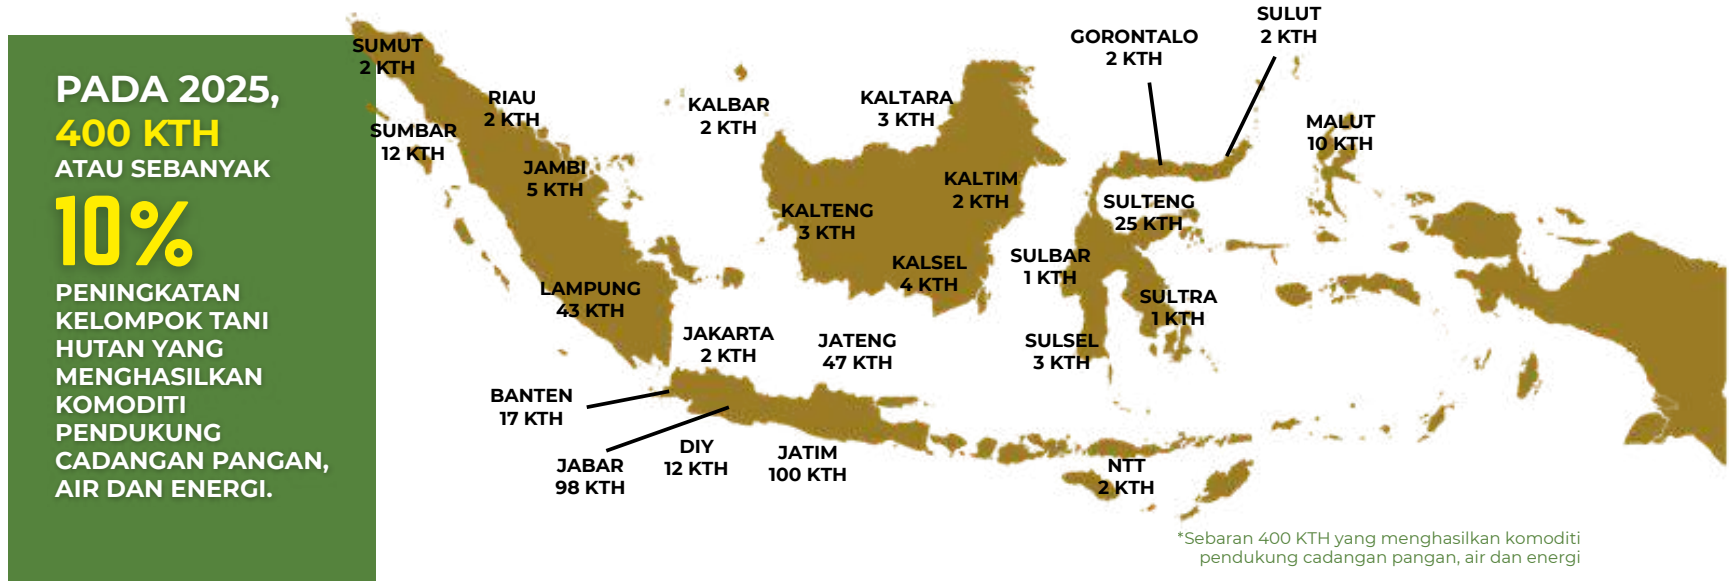 PADA 2025,
400 KTH
ATAU SEBANYAK
10%
PENINGKATAN
KELOMPOK TANI
HUTAN YANG
MENGHASILKAN
KOMODITI
PENDUKUNG
CADANGAN PANGAN,
AIR DAN ENERGI.
SUMUT
2 KTH
RIAU
2 KTH
SUMBAR
12 KTH
JAMBI
5 KTH
LAMPUNG
43 KTH
KALBAR
2 KTH
KALTARA
3 KTH
KALTIM
2 KTH
KALTENG
3 KTH
KALSEL
4 KTH
GORONTALO
2 KTH
SULUT
2 KTH
MALUT
10 KTH
SULTENG
25 KTH
SULBAR
1 KTH
SULTRA
1 KTH
SULSEL
3 KTH
JAKARTA
2 KTH
JATENG
47 KTH
BANTEN
17 KTH
JABAR
98 KTH
DIY
12 KTH
JATIM
100 KTH
NTT
2 KTH
*Sebaran 400 KTH yang menghasilkan komoditi
pendukung cadangan pangan, air dan energi